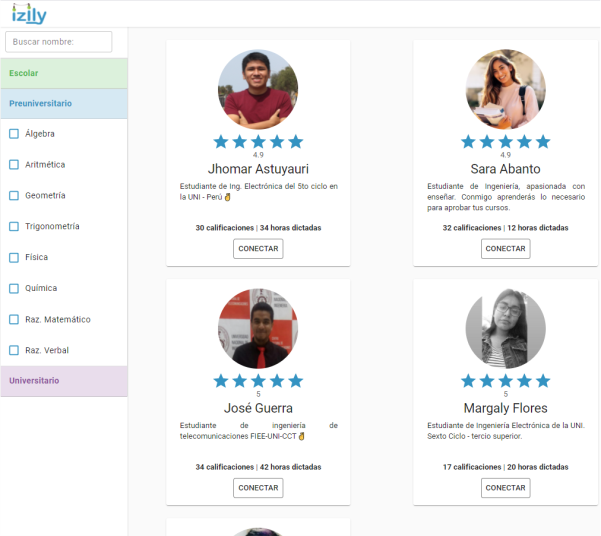 izily
Buscar nombre:
Escolar
Preuniversitario
Álgebra
Aritmética
Geometría
Trigonometría
Física
Química
Raz. Matemático
Raz. Verbal
Universitario
4.9
Jhomar Astuyauri
Estudiante de Ing. Electrónica del 5to ciclo en
la UNI - Perú ✌
30 calificaciones | 34 horas dictadas
CONECTAR
4.9
Sara Abanto
Estudiante de Ingeniería, apasionada con
enseñar. Conmigo aprenderás lo necesario
para aprobar tus cursos.
32 calificaciones | 12 horas dictadas
CONECTAR
5
José Guerra
Estudiante de ingeniería de
telecomunicaciones FIEE-UNI-CCT ✌
34 calificaciones | 42 horas dictadas
CONECTAR
5
Margaly Flores
Estudiante de Ingeniería Electrónica de la UNI.
Sexto Ciclo - tercio superior.
17 calificaciones | 20 horas dictadas
CONECTAR